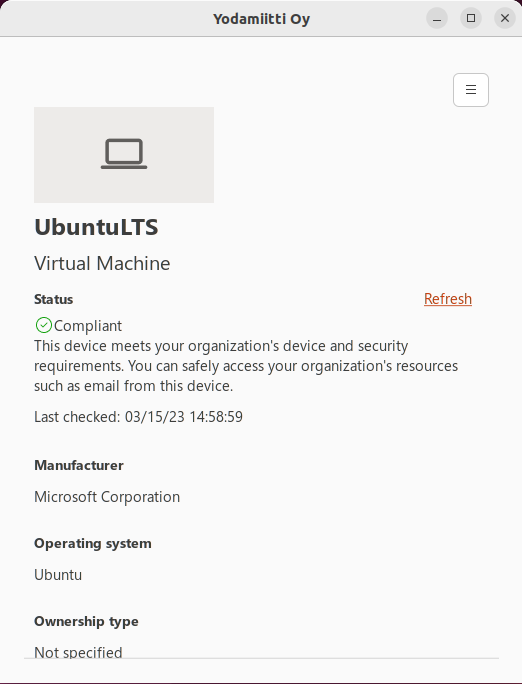 Yodamiitti Oy
UbuntuLTS
Virtual Machine
Status
Refresh
Compliant
This device meets your organization's device and security
requirements. You can safely access your organization's resources
such as email from this device.
Last checked: 03/15/23 14:58:59
Manufacturer
Microsoft Corporation
Operating system
Ubuntu
Ownership type
Not specified